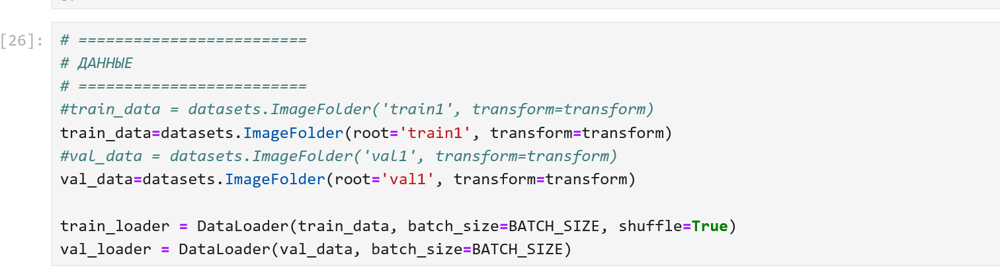 [26]:
# =========================
# ДАННЫЕ
# =========================
#train_data = datasets.ImageFolder('train1', transform=transform)
train_data=datasets.ImageFolder(root='train1', transform=transform)
#val_data = datasets.ImageFolder('val1', transform=transform)
val_data=datasets.ImageFolder(root='val1', transform=transform)
train_loader = DataLoader(train_data, batch_size=BATCH_SIZE, shuffle=True)
val_loader = DataLoader(val_data, batch_size=BATCH_SIZE)